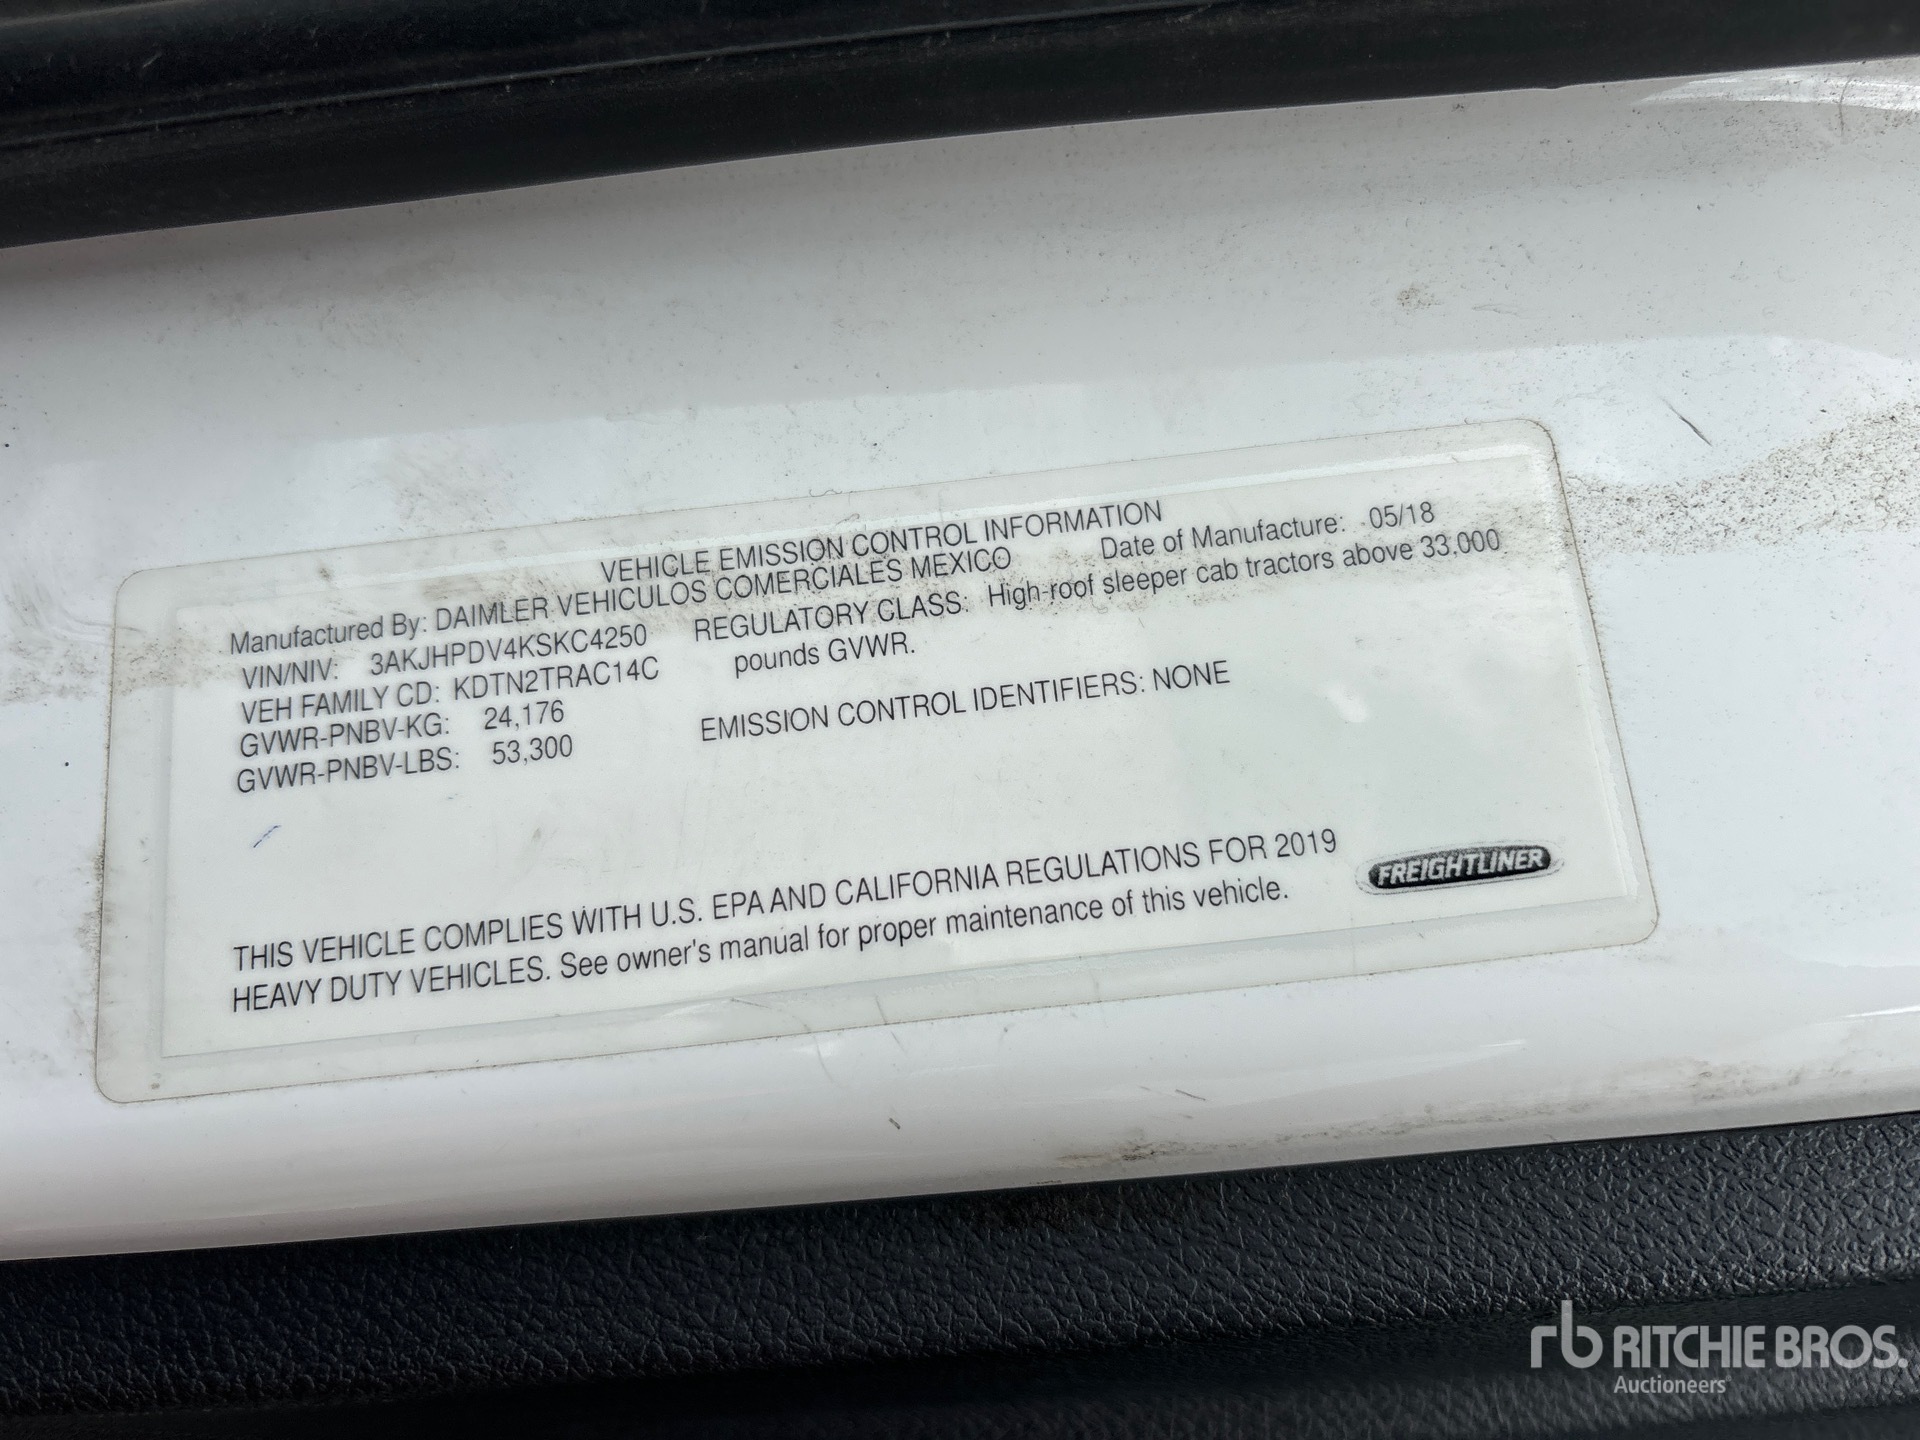 VEHICLE EMISSION CONTROL INFORMATION
Manufactured By: DAIMLER VEHICULOS COMERCIALES MEXICO Date of Manufacture: 05/18
VIN/NIV: 3AKJHPDV4KSKC4250 REGULATORY CLASS: High-roof sleeper cab tractors above 33,000
VEH FAMILY CD: KDTN2TRAC14C pounds GVWR.
GVWR-PNBV-KG: 24,176
GVWR-PNBV-LBS: 53,300 EMISSION CONTROL IDENTIFIERS: NONE
THIS VEHICLE COMPLIES WITH U.S. EPA AND CALIFORNIA REGULATIONS FOR 2019
HEAVY DUTY VEHICLES. See owner's manual for proper maintenance of this vehicle.
FREIGHTLINER
rb RITCHIE BROS.
Auctioneers